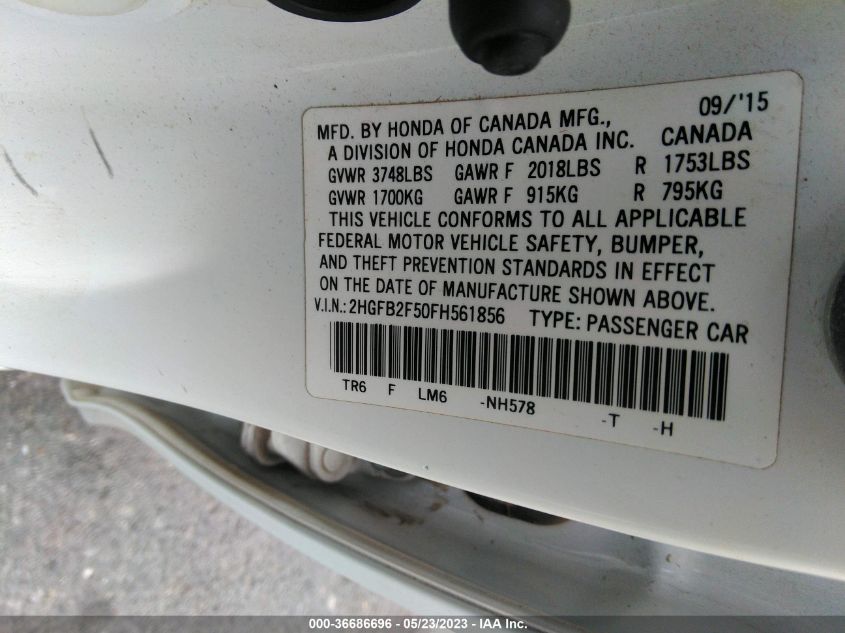 09/'15
MFD. BY HONDA OF CANADA MFG.,
A DIVISION OF HONDA CANADA INC. CANADA
GVWR 3748LBS GAWR F 2018LBS R 1753LBS
GVWR 1700KG GAWR F 915KG R 795KG
THIS VEHICLE CONFORMS TO ALL APPLICABLE
FEDERAL MOTOR VEHICLE SAFETY, BUMPER,
AND THEFT PREVENTION STANDARDS IN EFFECT
ON THE DATE OF MANUFACTURE SHOWN ABOVE.
V.I.N.: 2HGFB2F50FH561856 TYPE: PASSENGER CAR
TR6 F LM6 -NH578 -T -H
000-36686696 - 05/23/2023 - IAA Inc.